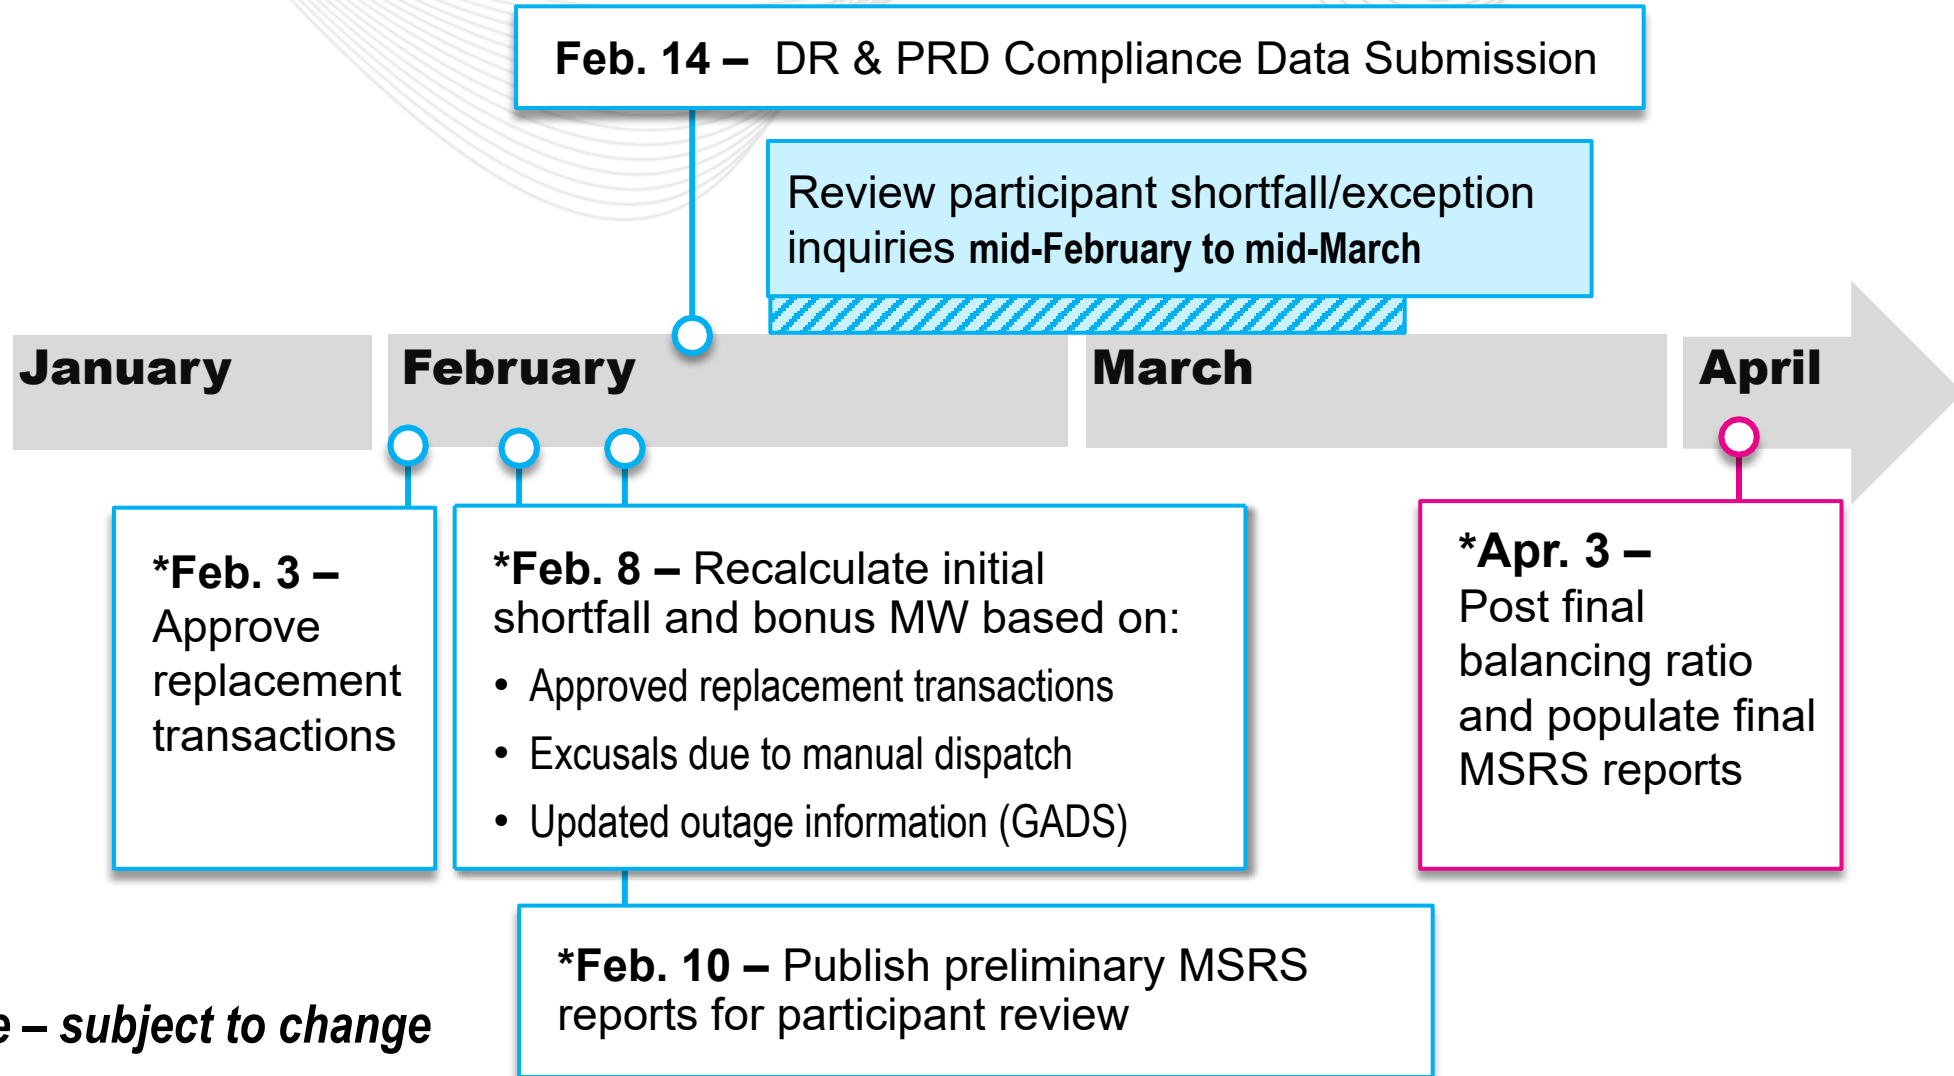 Feb. 14 – DR & PRD Compliance Data Submission
Review participant shortfall/exception
inquiries mid-February to mid-March
January
February
March
April
*Feb. 3 –
Approve
replacement
transactions
*Feb. 8 – Recalculate initial
shortfall and bonus MW based on:
• Approved replacement transactions
• Excusals due to manual dispatch
• Updated outage information (GADS)
*Apr. 3 –
Post final
balancing ratio
and populate final
MSRS reports
*Feb. 10 – Publish preliminary MSRS
reports for participant review
– subject to change